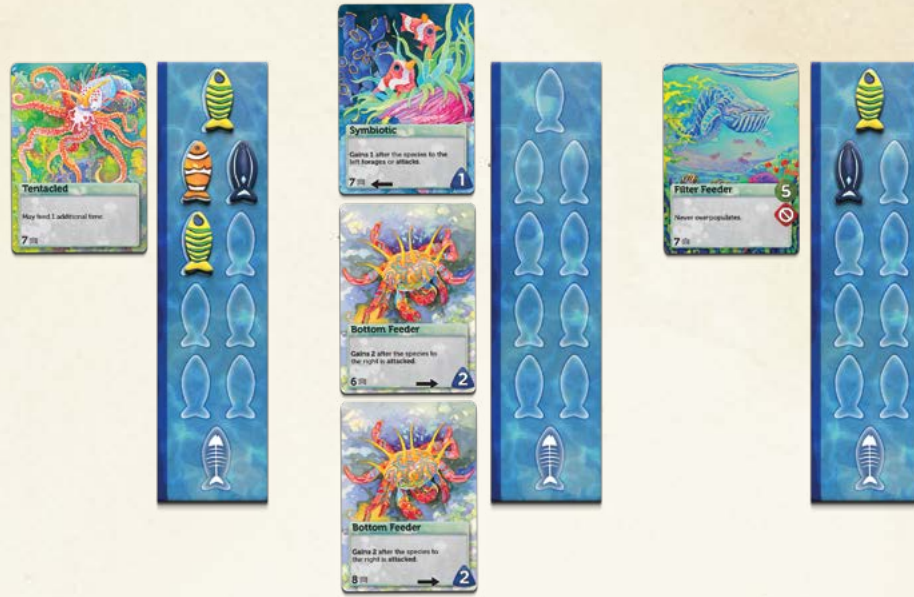 Tentacled
May feed 1 additional time.
7
Symbiotic
Gains 1 after the species to the
left forages or attacks.
7
1
Bottom Feeder
Gains 2 after the species to
the right is attacked.
6
2
Bottom Feeder
Gains 2 after the species to
the right is attacked.
8
2
Filter Feeder
5
Never overpopulates.
7